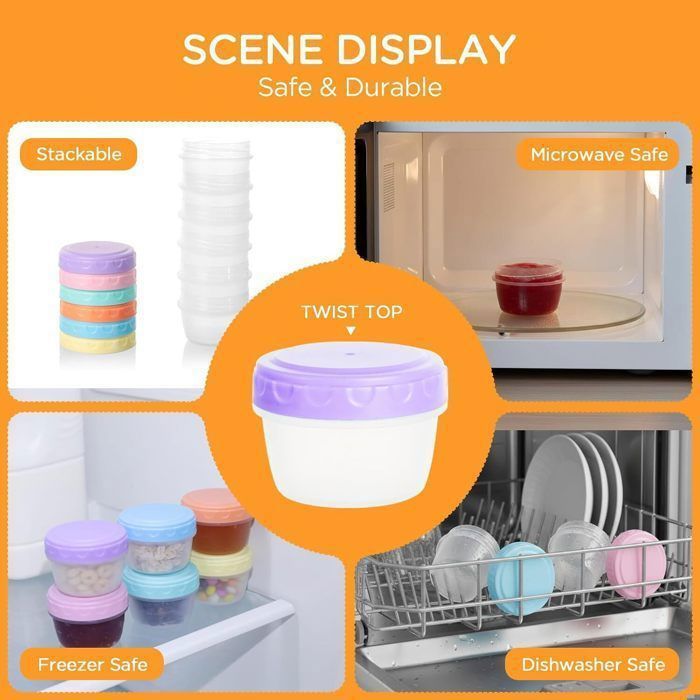 SCENE DISPLAY
Safe & Durable
Stackable
Microwave Safe
TWIST TOP
Freezer Safe
Dishwasher Safe